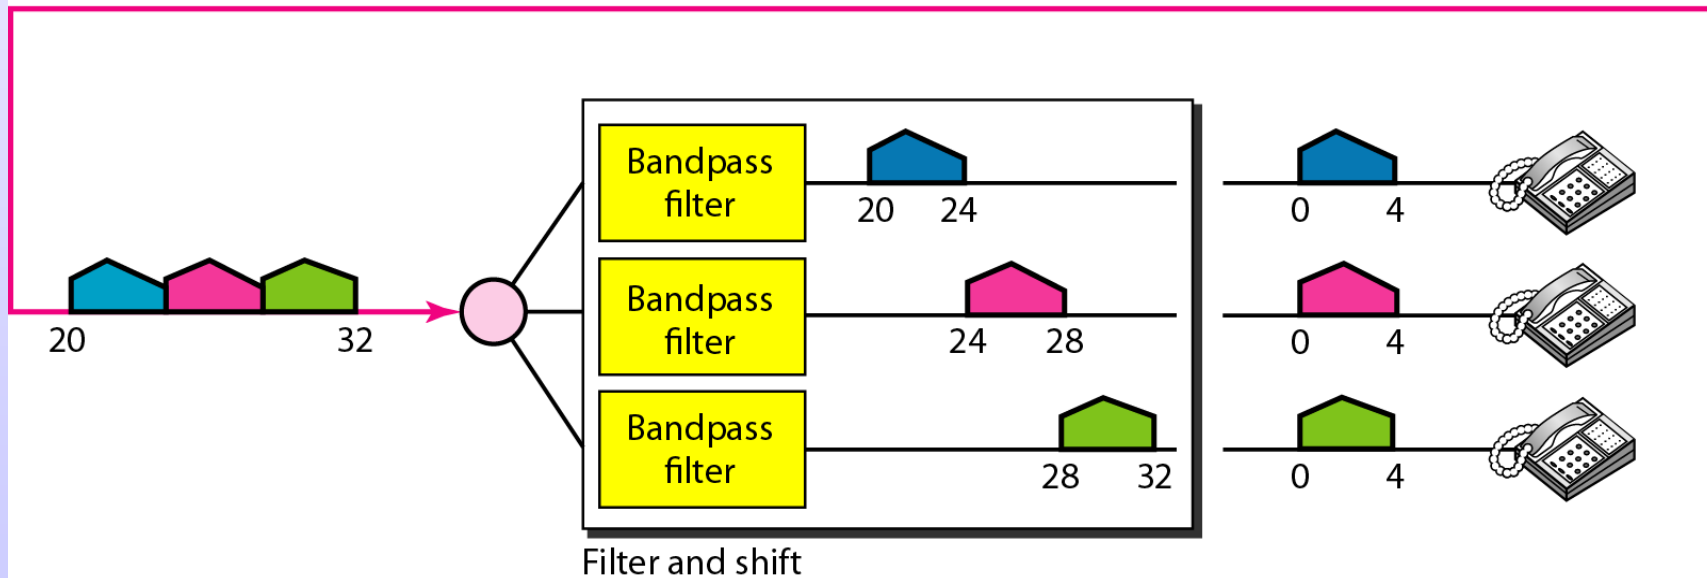 Bandpass
filter
20 24
0 4
20 32
Bandpass
filter
24 28
0 4
Bandpass
filter
28 32
0 4
Filter and shift